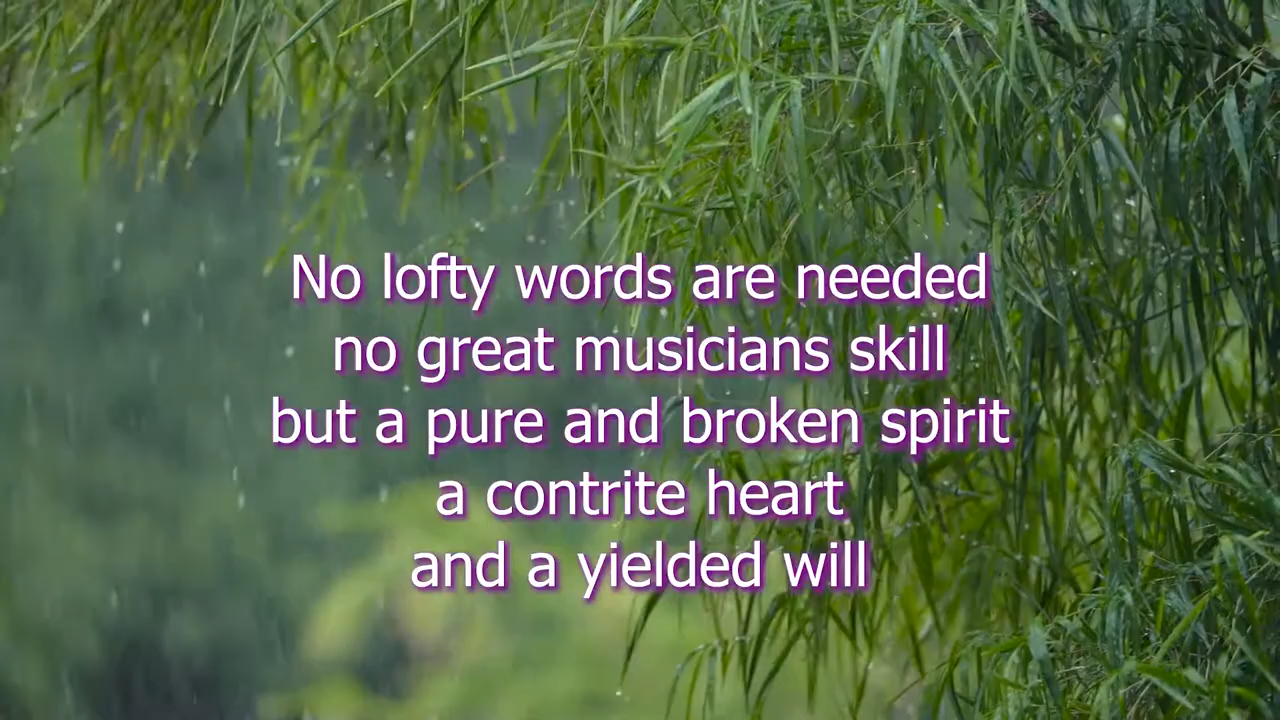 No lofty words are needed
no great musicians skill
but a pure and broken spirit
a contrite heart
and a yielded will